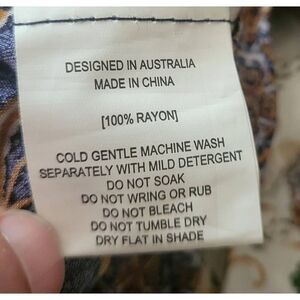 DESIGNED IN AUSTRALIA
MADE IN CHINA
[100% RAYON]
COLD GENTLE MACHINE WASH
SEPARATELY WITH MILD DETERGENT
DO NOT SOAK
DO NOT WRING OR RUB
DO NOT BLEACH
DO NOT TUMBLE DRY
DRY FLAT IN SHADE